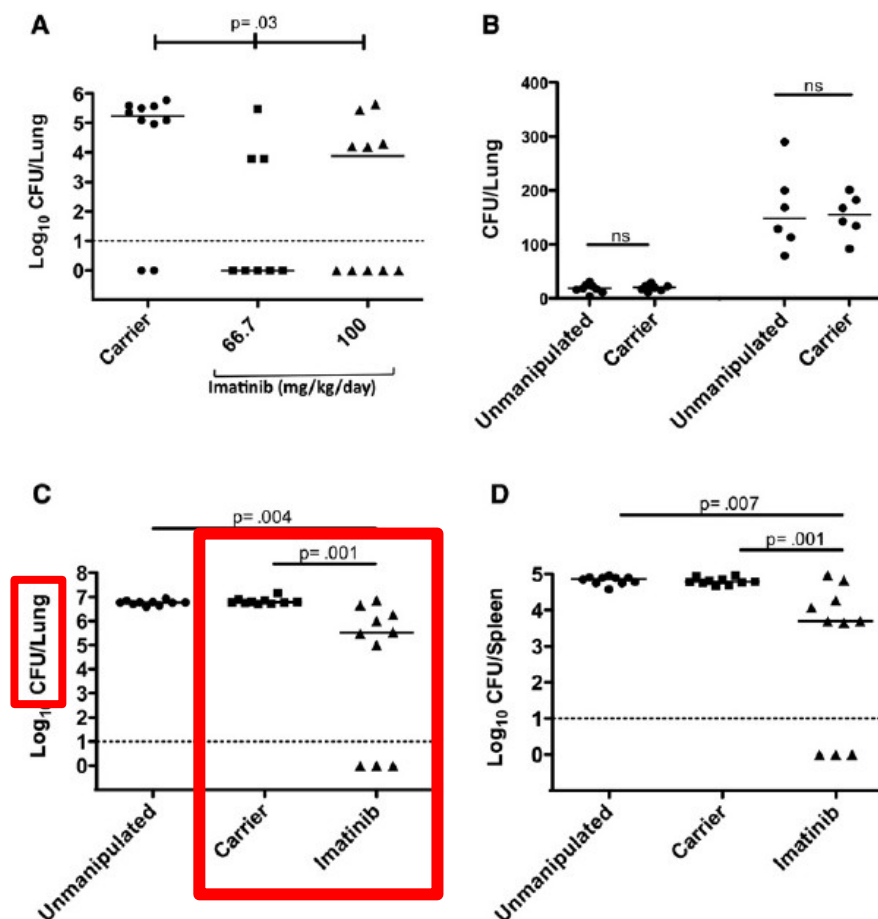 A
p= .03
Log10 CFU/Lung
6
5
4
3
2
1
0
Carrier
66.7
100
Imatinib (mg/kg/day)
B
CFU/Lung
400
300
200
100
0
ns
ns
Unmanipulated
Carrier
Unmanipulated
Carrier
C
p= .004
p= .001
CFU/Lung
8
7
6
5
4
3
2
1
0
Unmanipulated
Carrier
Imatinib
D
p= .007
p= .001
Log10 CFU/Spleen
5
4
3
2
1
0
Unmanipulated
Carrier
Imatinib